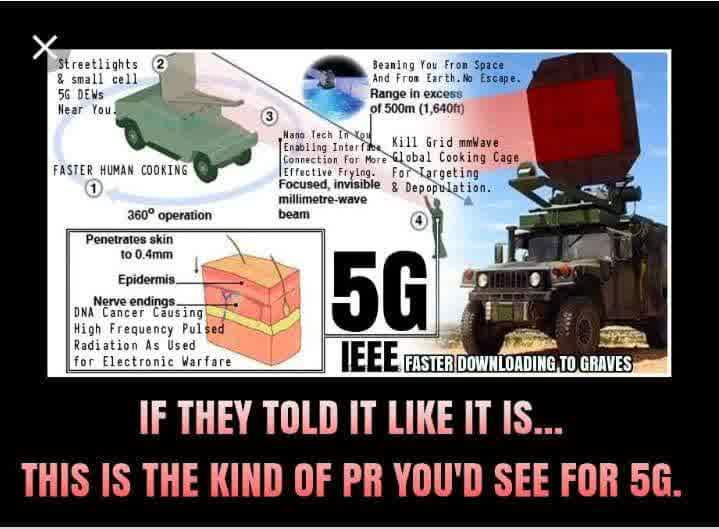 Streetlights
& small cell
5G DEWs
Near You.
2
Beaming You From Space
And From Earth. No Escape.
Range in excess
of 500m (1,640ft)
3
Nano Tech In You
Enabling Interface
Connection For More
Effective Frying.
Kill Grid mmWave
Global Cooking Cage
For Targeting
& Depopulation.
FASTER HUMAN COOKING
1
Focused, invisible
millimetre-wave
beam
360º operation
4
Penetrates skin
to 0.4mm
Epidermis
Nerve endings
DNA Cancer Causing
High Frequency Pulsed
Radiation As Used
for Electronic Warfare
5G
IEEE FASTER DOWNLOADING TO GRAVES
IF THEY TOLD IT LIKE IT IS...
THIS IS THE KIND OF PR YOU'D SEE FOR 5G.